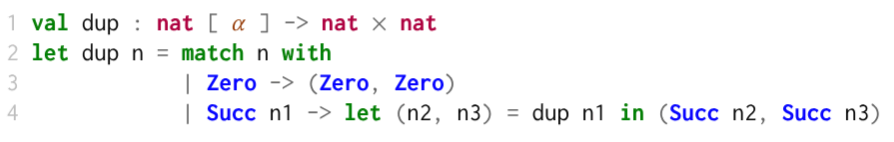 1 val dup : nat [ α ] -> nat × nat
2 let dup n = match n with
3 | Zero -> (Zero, Zero)
4 | Succ n1 -> let (n2, n3) = dup n1 in (Succ n2, Succ n3)